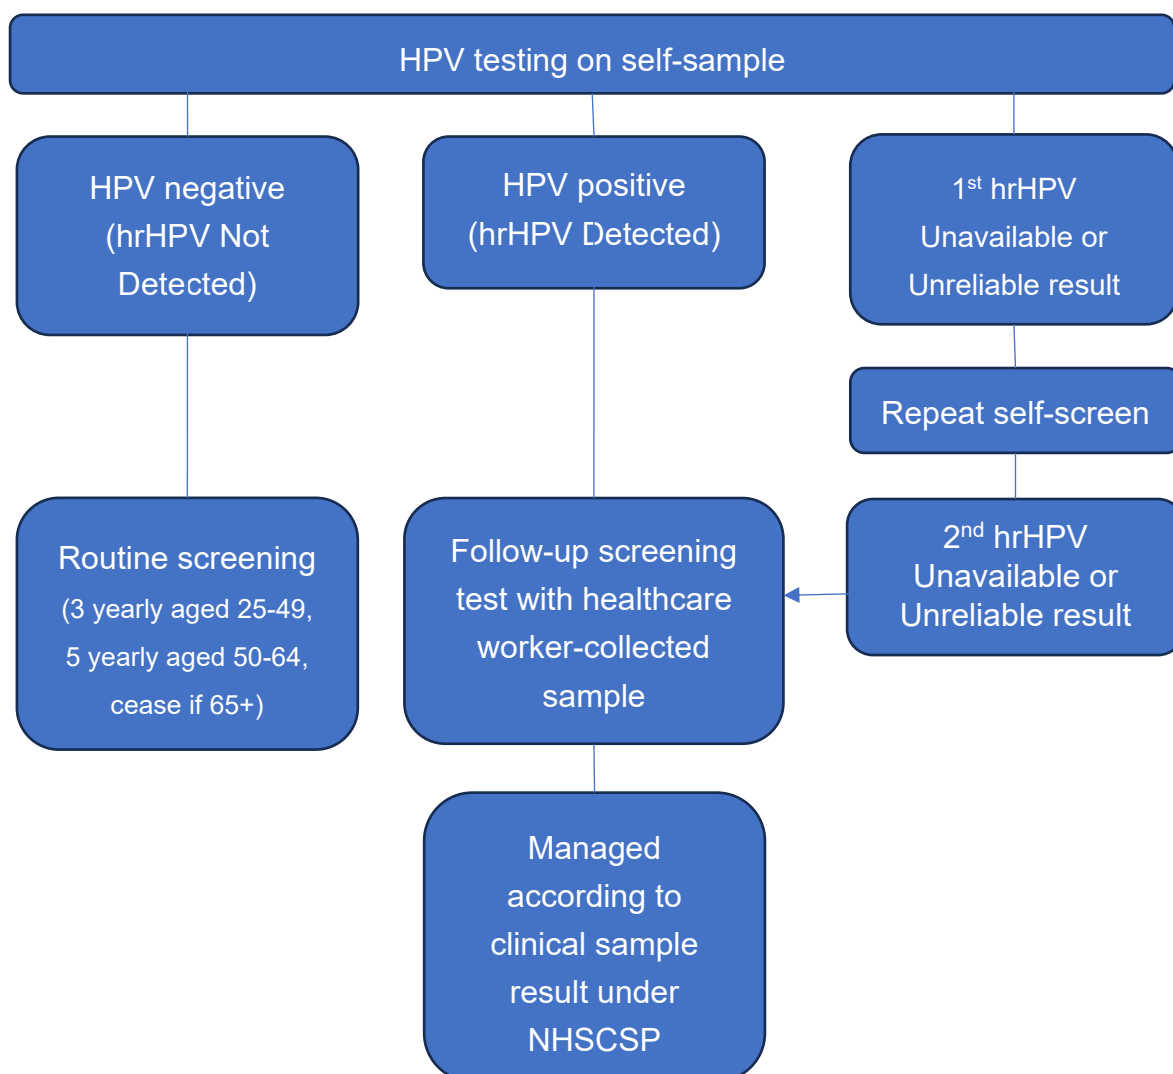 HPV testing on self-sample
HPV negative
(hrHPV Not
Detected)
HPV positive
(hrHPV Detected)
1st hrHPV
Unavailable or
Unreliable result
Repeat self-screen
Routine screening
(3 yearly aged 25-49,
5 yearly aged 50-64,
cease if 65+)
Follow-up screening
test with healthcare
worker-collected
sample
2nd hrHPV
Unavailable or
Unreliable result
Managed
according to
clinical sample
result under
NHSCSP